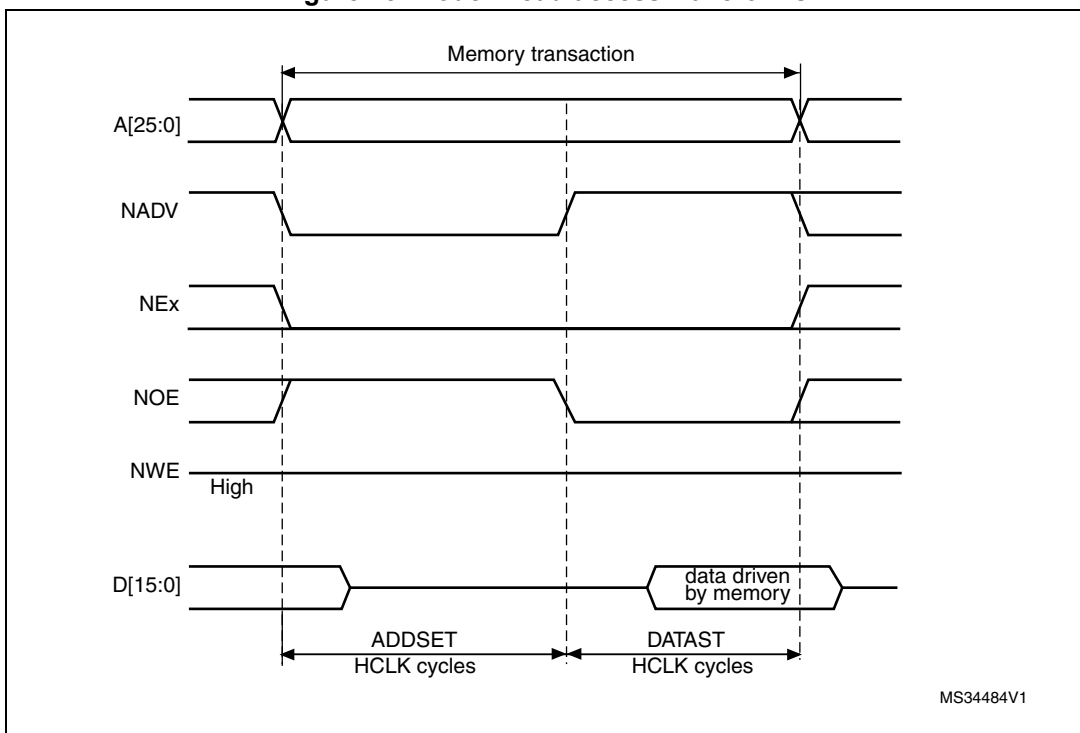 Memory transaction
A[25:0]
NADV
NEx
NOE
NWE
High
D[15:0]
data driven
by memory
ADDSET
HCLK cycles
DATAST
HCLK cycles
MS34484V1